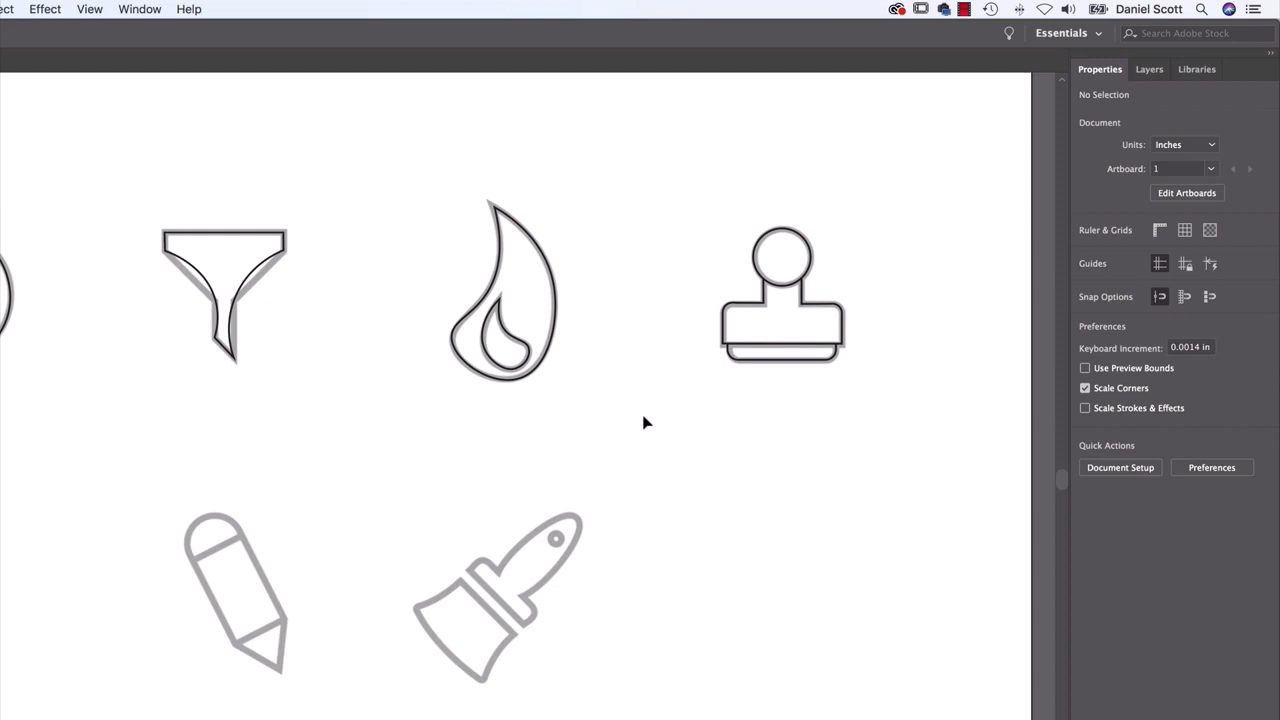 ect Effect View Window Help Daniel Scott
Essentials Search Adobe Stock
Properties Layers Libraries
No Selection
Document
Units: Inches
Artboard: 1
Edit Artboards
Ruler & Grids
Guides
Snap Options
Preferences
Keyboard Increment: 0.0014 in
Use Preview Bounds
Scale Corners
Scale Strokes & Effects
Quick Actions
Document Setup Preferences